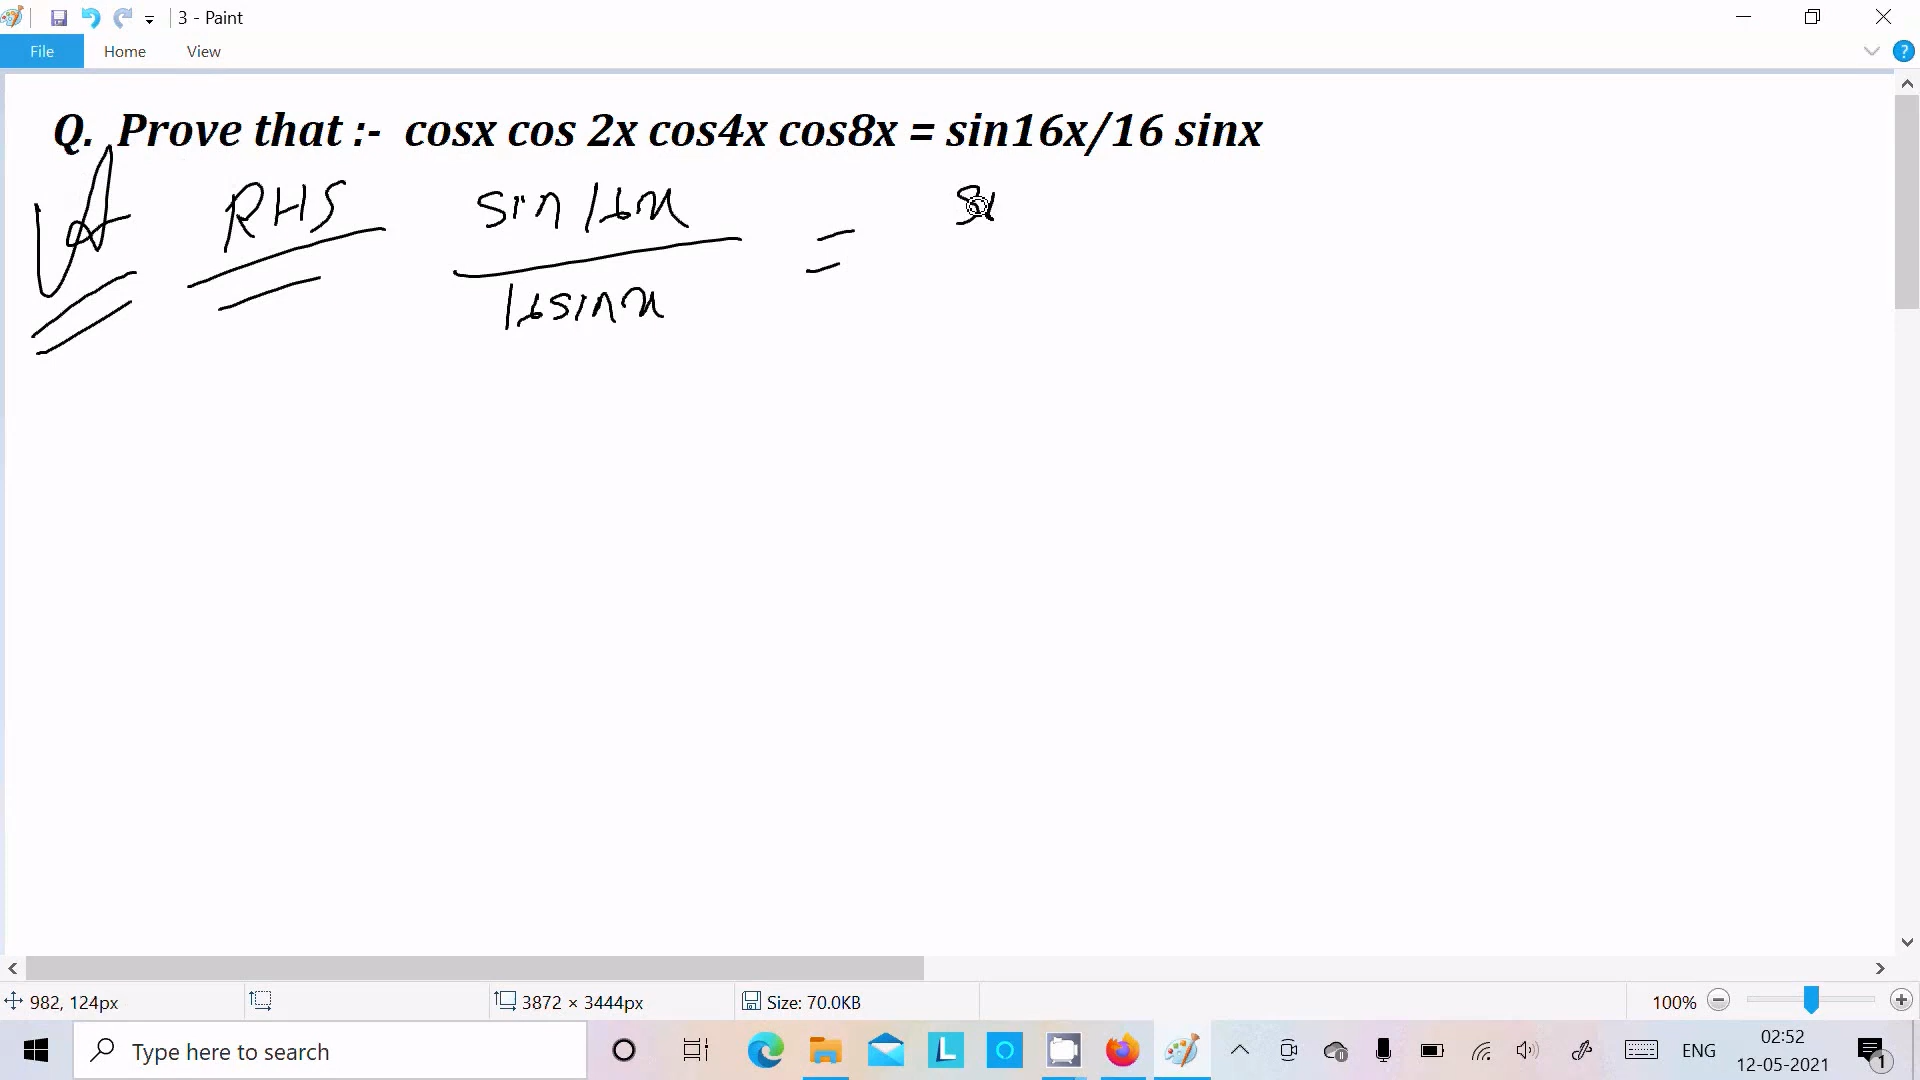 3 - Paint
File Home View
Q. Prove that :- cosx cos 2x cos4x cos8x = sin16x/16 sinx
RHS sin 16x =
16sinx
982, 124px 3872 × 3444px Size: 70.0KB 100%
Type here to search
ENG
02:52
12-05-2021
1